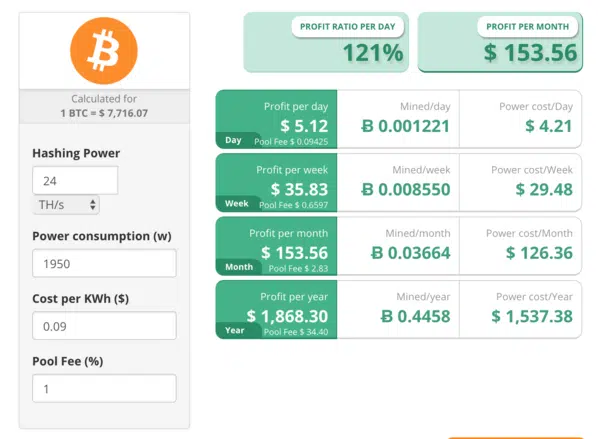 Calculated for
1 BTC = $ 7,716.07
Hashing Power
24
TH/s
Power consumption (w)
1950
Cost per KWh ($)
0.09
Pool Fee (%)
1
PROFIT RATIO PER DAY
121%
PROFIT PER MONTH
$ 153.56
Profit per day
$ 5.12
Day
Pool Fee $ 0.09425
Mined/day
Ƀ 0.001221
Power cost/Day
$ 4.21
Profit per week
$ 35.83
Week
Pool Fee $ 0.6597
Mined/week
Ƀ 0.008550
Power cost/Week
$ 29.48
Profit per month
$ 153.56
Month
Pool Fee $ 2.83
Mined/month
Ƀ 0.03664
Power cost/Month
$ 126.36
Profit per year
$ 1,868.30
Year
Pool Fee $ 34.40
Mined/year
Ƀ 0.4458
Power cost/Year
$ 1,537.38